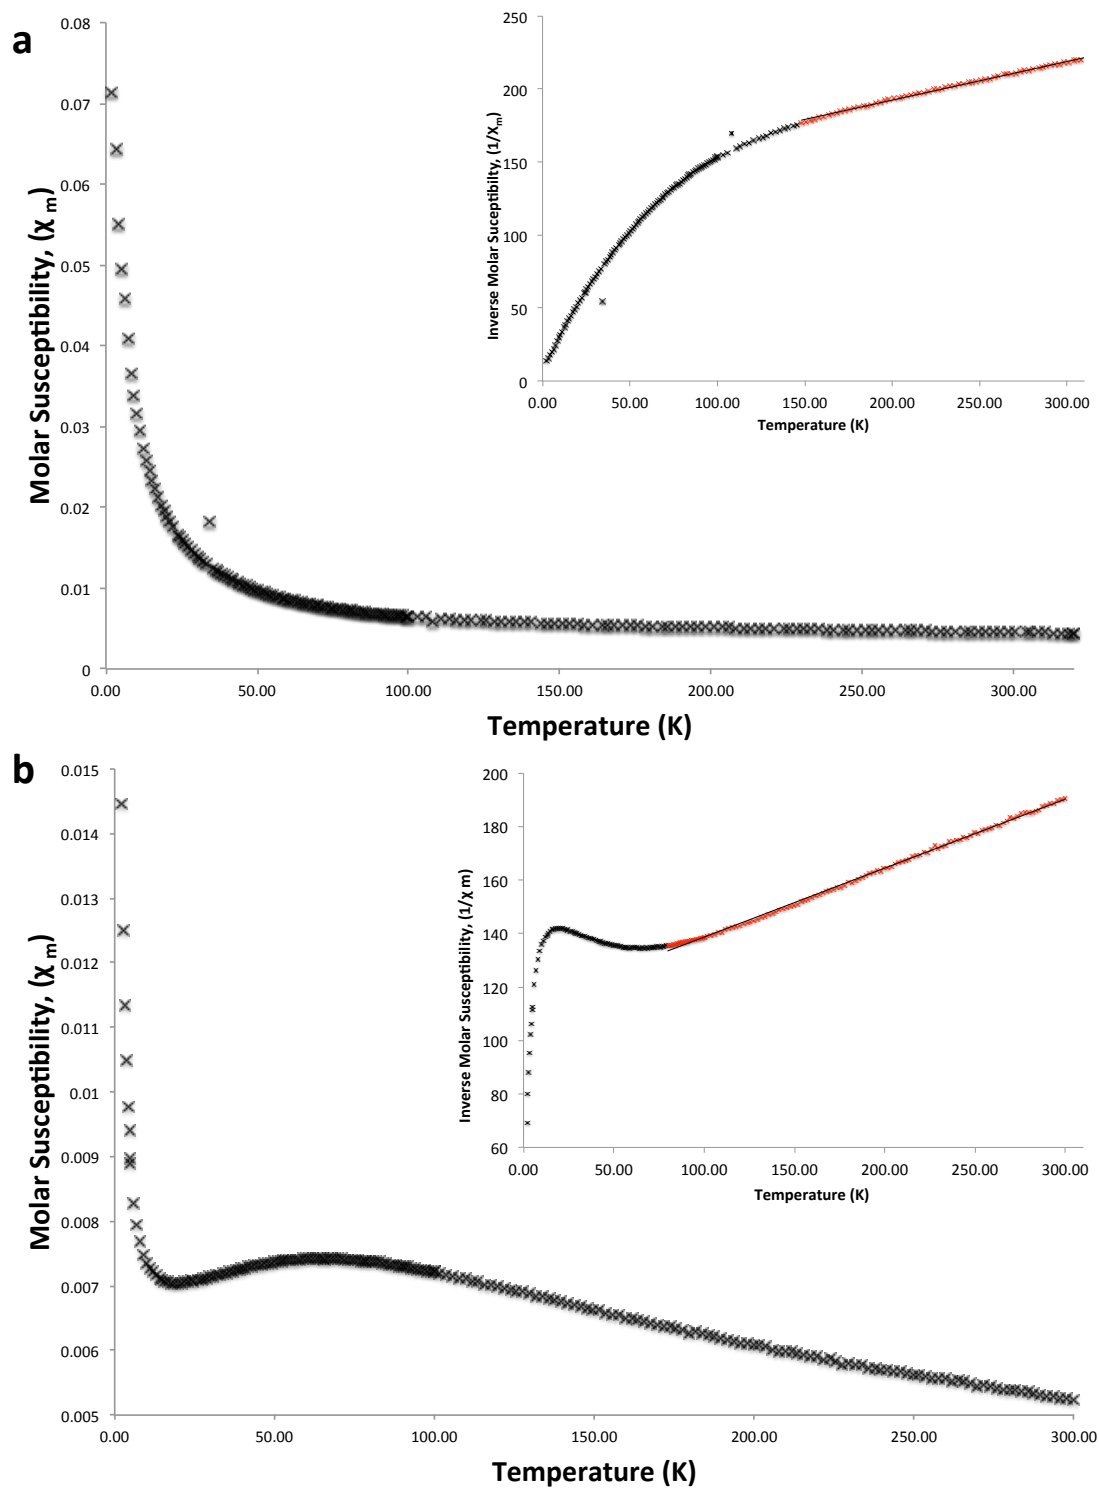 a
0.08
0.07
0.06
0.05
0.04
0.03
0.02
0.01
0
Molar Susceptibility, (χ m)
0.00 50.00 100.00 150.00 200.00 250.00 300.00
Temperature (K)
250
200
150
100
50
0
Inverse Molar Suceptibilty, (1/Xm)
0.00 50.00 100.00 150.00 200.00 250.00 300.00
Temperature (K)
b
0.015
0.014
0.013
0.012
0.011
0.01
0.009
0.008
0.007
0.006
0.005
Molar Susceptibility, (χ m)
0.00 50.00 100.00 150.00 200.00 250.00 300.00
Temperature (K)
200
180
160
140
120
100
80
60
Inverse Molar Susceptibility, (1/χ m)
0.00 50.00 100.00 150.00 200.00 250.00 300.00
Temperature (K)